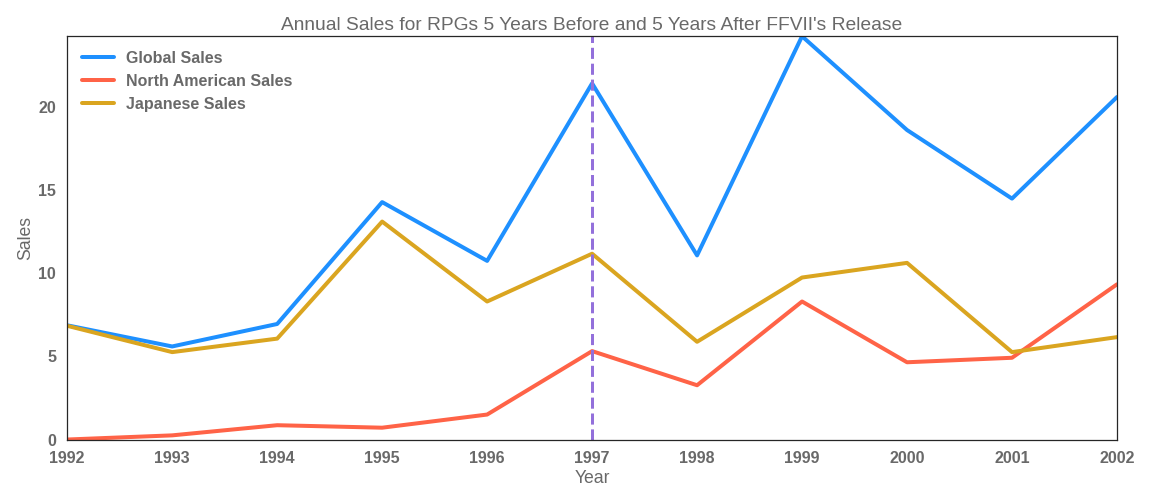 Annual Sales for RPGs 5 Years Before and 5 Years After FFVII's Release
Global Sales
North American Sales
Japanese Sales
20
15
10
5
0
Sales
1992 1993 1994 1995 1996 1997 1998 1999 2000 2001 2002
Year